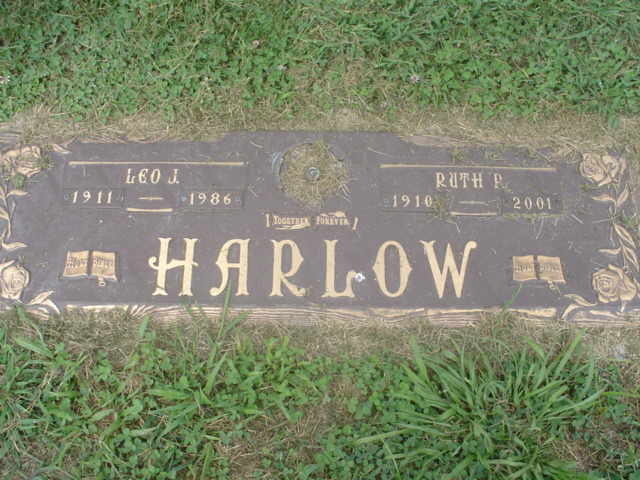 LEO J.
1911 — 1986
RUTH P.
1910 — 2001
TOGETHER FOREVER
HARLOW